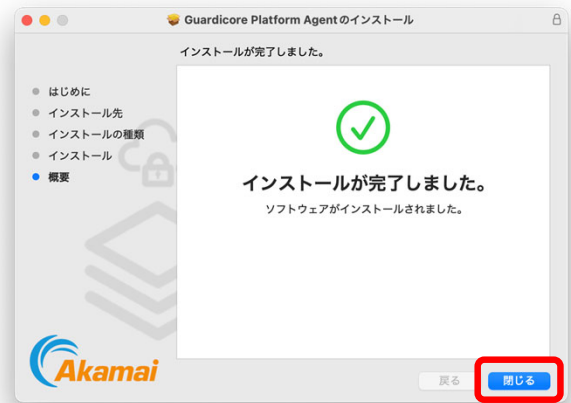 Guardicore Platform Agentのインストール
インストールが完了しました。
はじめに
インストール先
インストールの種類
インストール
概要
インストールが完了しました。
ソフトウェアがインストールされました。
Akamai
戻る
閉じる